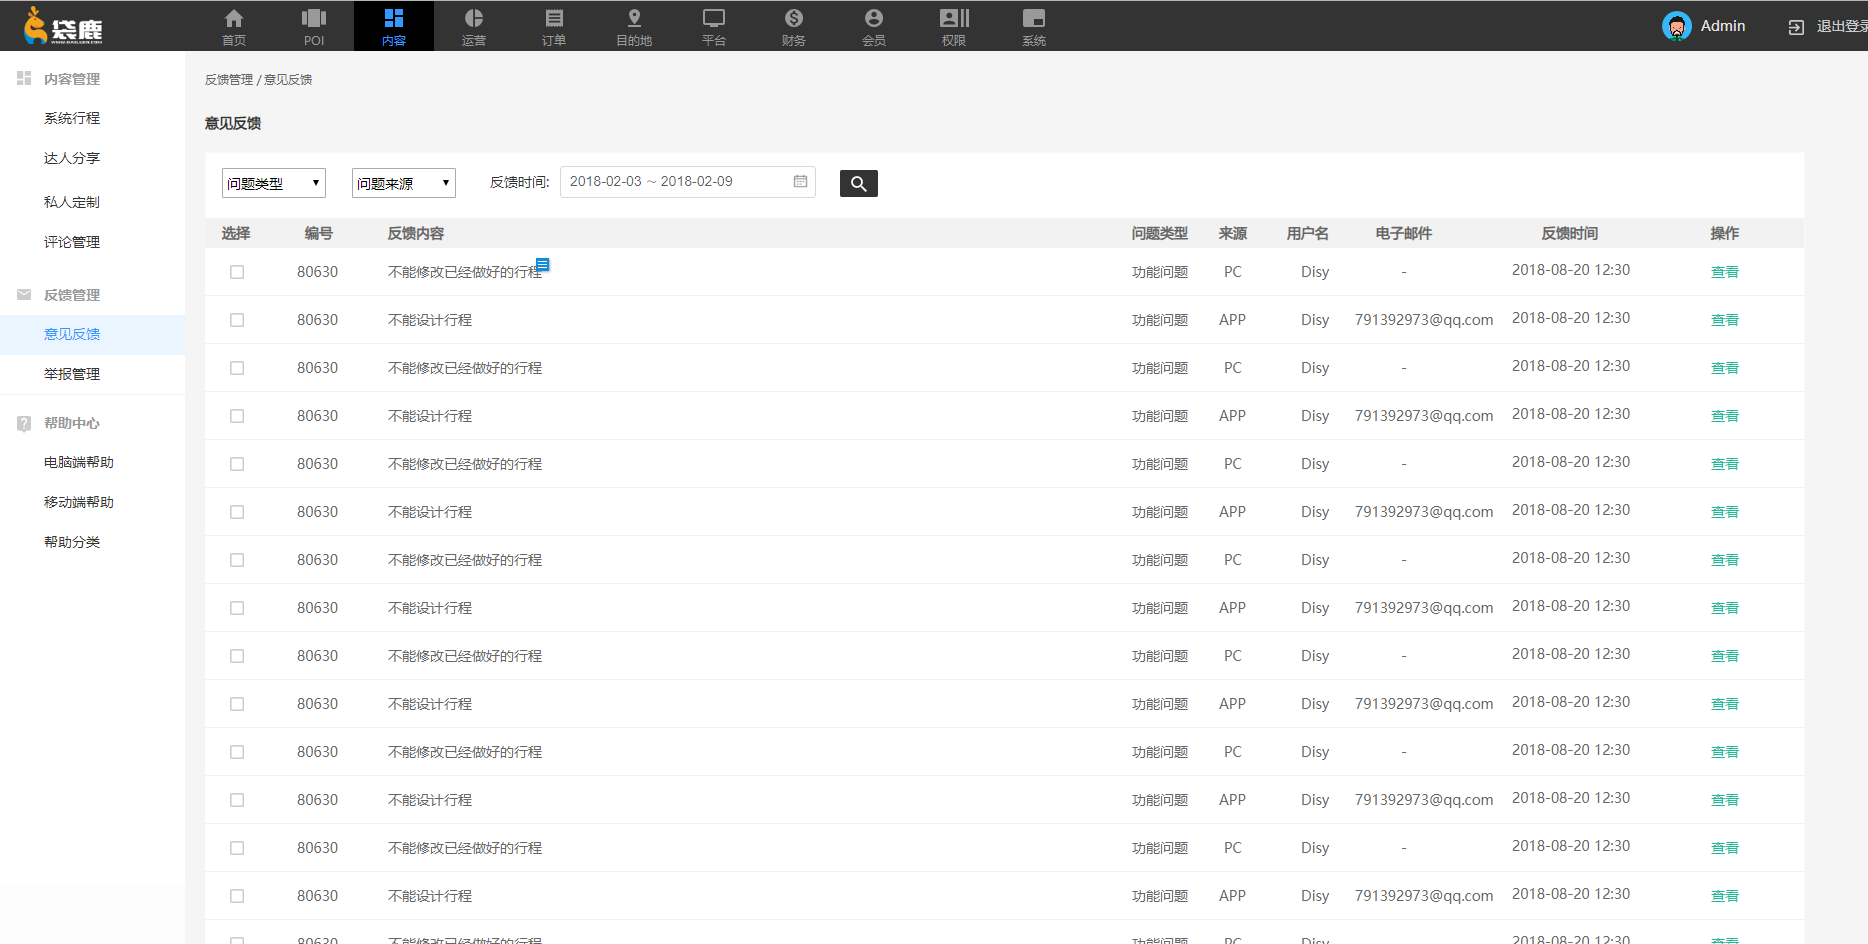 袋鹿
首页
POI
内容
运营
订单
目的地
平台
财务
会员
权限
系统
Admin
退出登录
内容管理
系统行程
达人分享
私人定制
评论管理
反馈管理
意见反馈
举报管理
帮助中心
电脑端帮助
移动端帮助
帮助分类
反馈管理 / 意见反馈
意见反馈
问题类型 问题来源 反馈时间: 2018-02-03 ~ 2018-02-09
选择 编号 反馈内容 问题类型 来源 用户名 电子邮件 反馈时间 操作
80630 不能修改已经做好的行程 功能问题 PC Disy - 2018-08-20 12:30 查看
80630 不能设计行程 功能问题 APP Disy 791392973@qq.com 2018-08-20 12:30 查看
80630 不能修改已经做好的行程 功能问题 PC Disy - 2018-08-20 12:30 查看
80630 不能设计行程 功能问题 APP Disy 791392973@qq.com 2018-08-20 12:30 查看
80630 不能修改已经做好的行程 功能问题 PC Disy - 2018-08-20 12:30 查看
80630 不能设计行程 功能问题 APP Disy 791392973@qq.com 2018-08-20 12:30 查看
80630 不能修改已经做好的行程 功能问题 PC Disy - 2018-08-20 12:30 查看
80630 不能设计行程 功能问题 APP Disy 791392973@qq.com 2018-08-20 12:30 查看
80630 不能修改已经做好的行程 功能问题 PC Disy - 2018-08-20 12:30 查看
80630 不能设计行程 功能问题 APP Disy 791392973@qq.com 2018-08-20 12:30 查看
80630 不能修改已经做好的行程 功能问题 PC Disy - 2018-08-20 12:30 查看
80630 不能设计行程 功能问题 APP Disy 791392973@qq.com 2018-08-20 12:30 查看
80630 不能修改已经做好的行程 功能问题 PC Disy - 2018-08-20 12:30 查看
80630 不能设计行程 功能问题 APP Disy 791392973@qq.com 2018-08-20 12:30 查看
80630 不能修改已经做好的行程 功能问题 PC Disy 2018-08-20 12:30 查看